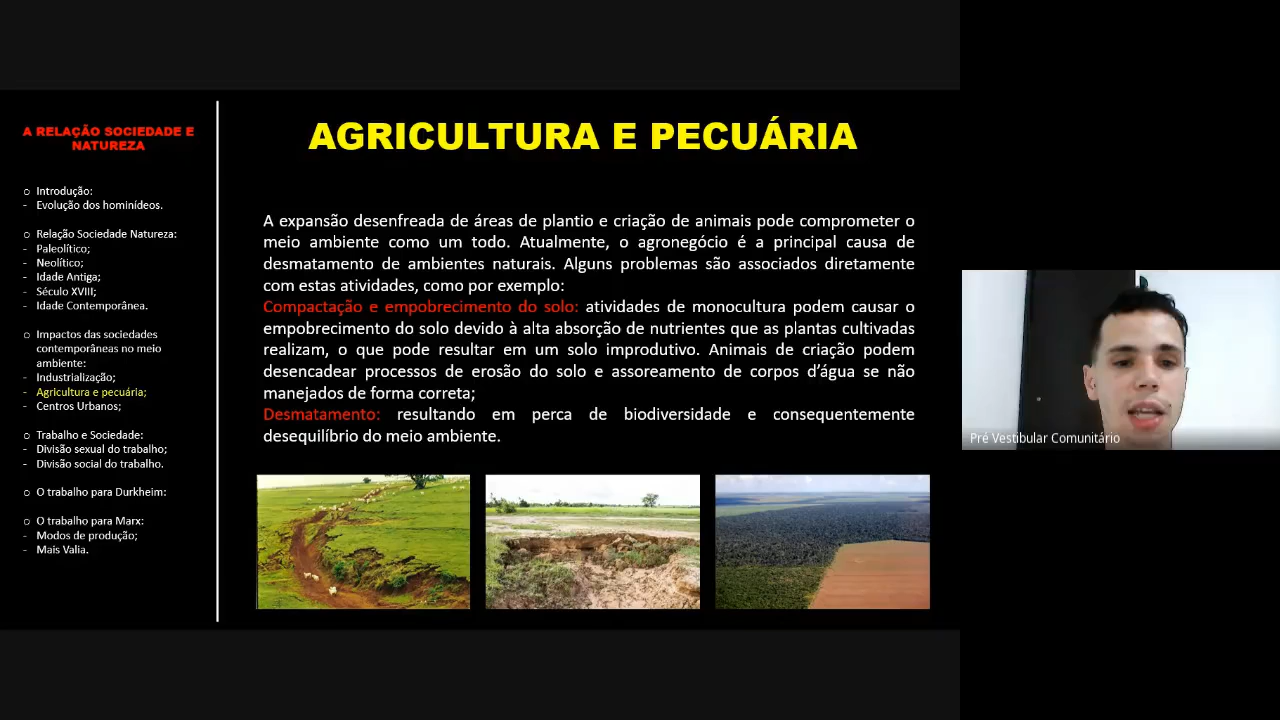 A RELAÇÃO SOCIEDADE E
NATUREZA
o Introdução:
- Evolução dos hominídeos.
o Relação Sociedade Natureza:
- Paleolítico;
- Neolítico;
- Idade Antiga;
- Século XVIII;
- Idade Contemporânea.
o Impactos das sociedades
contemporâneas no meio
ambiente:
- Industrialização;
- Agricultura e pecuária;
- Centros Urbanos;
o Trabalho e Sociedade:
- Divisão sexual do trabalho;
- Divisão social do trabalho.
o O trabalho para Durkheim:
o O trabalho para Marx:
- Modos de produção;
- Mais Valia.
AGRICULTURA E PECUÁRIA
A expansão desenfreada de áreas de plantio e criação de animais pode comprometer o
meio ambiente como um todo. Atualmente, o agronegócio é a principal causa de
desmatamento de ambientes naturais. Alguns problemas são associados diretamente
com estas atividades, como por exemplo:
Compactação e empobrecimento do solo: atividades de monocultura podem causar o
empobrecimento do solo devido à alta absorção de nutrientes que as plantas cultivadas
realizam, o que pode resultar em um solo improdutivo. Animais de criação podem
desencadear processos de erosão do solo e assoreamento de corpos d'água se não
manejados de forma correta;
Desmatamento: resultando em perca de biodiversidade e consequentemente
desequilíbrio do meio ambiente.
Pré Vestibular Comunitário